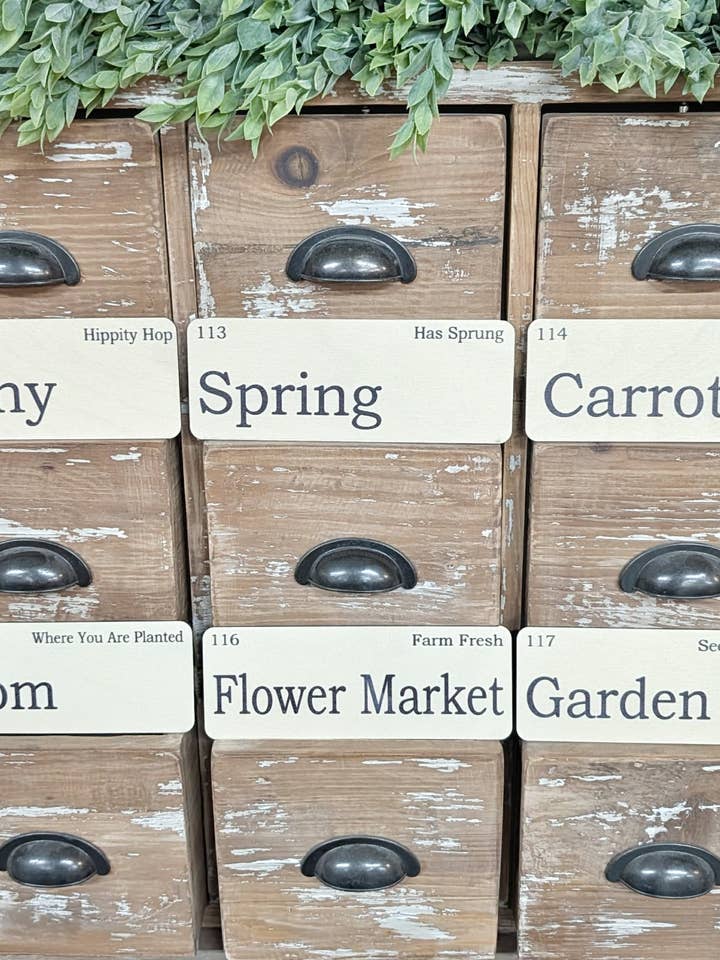 Hippity Hop
ny
113 Has Sprung
Spring
114
Carrot
Where You Are Planted
om
116 Farm Fresh
Flower Market
117 See
Garden